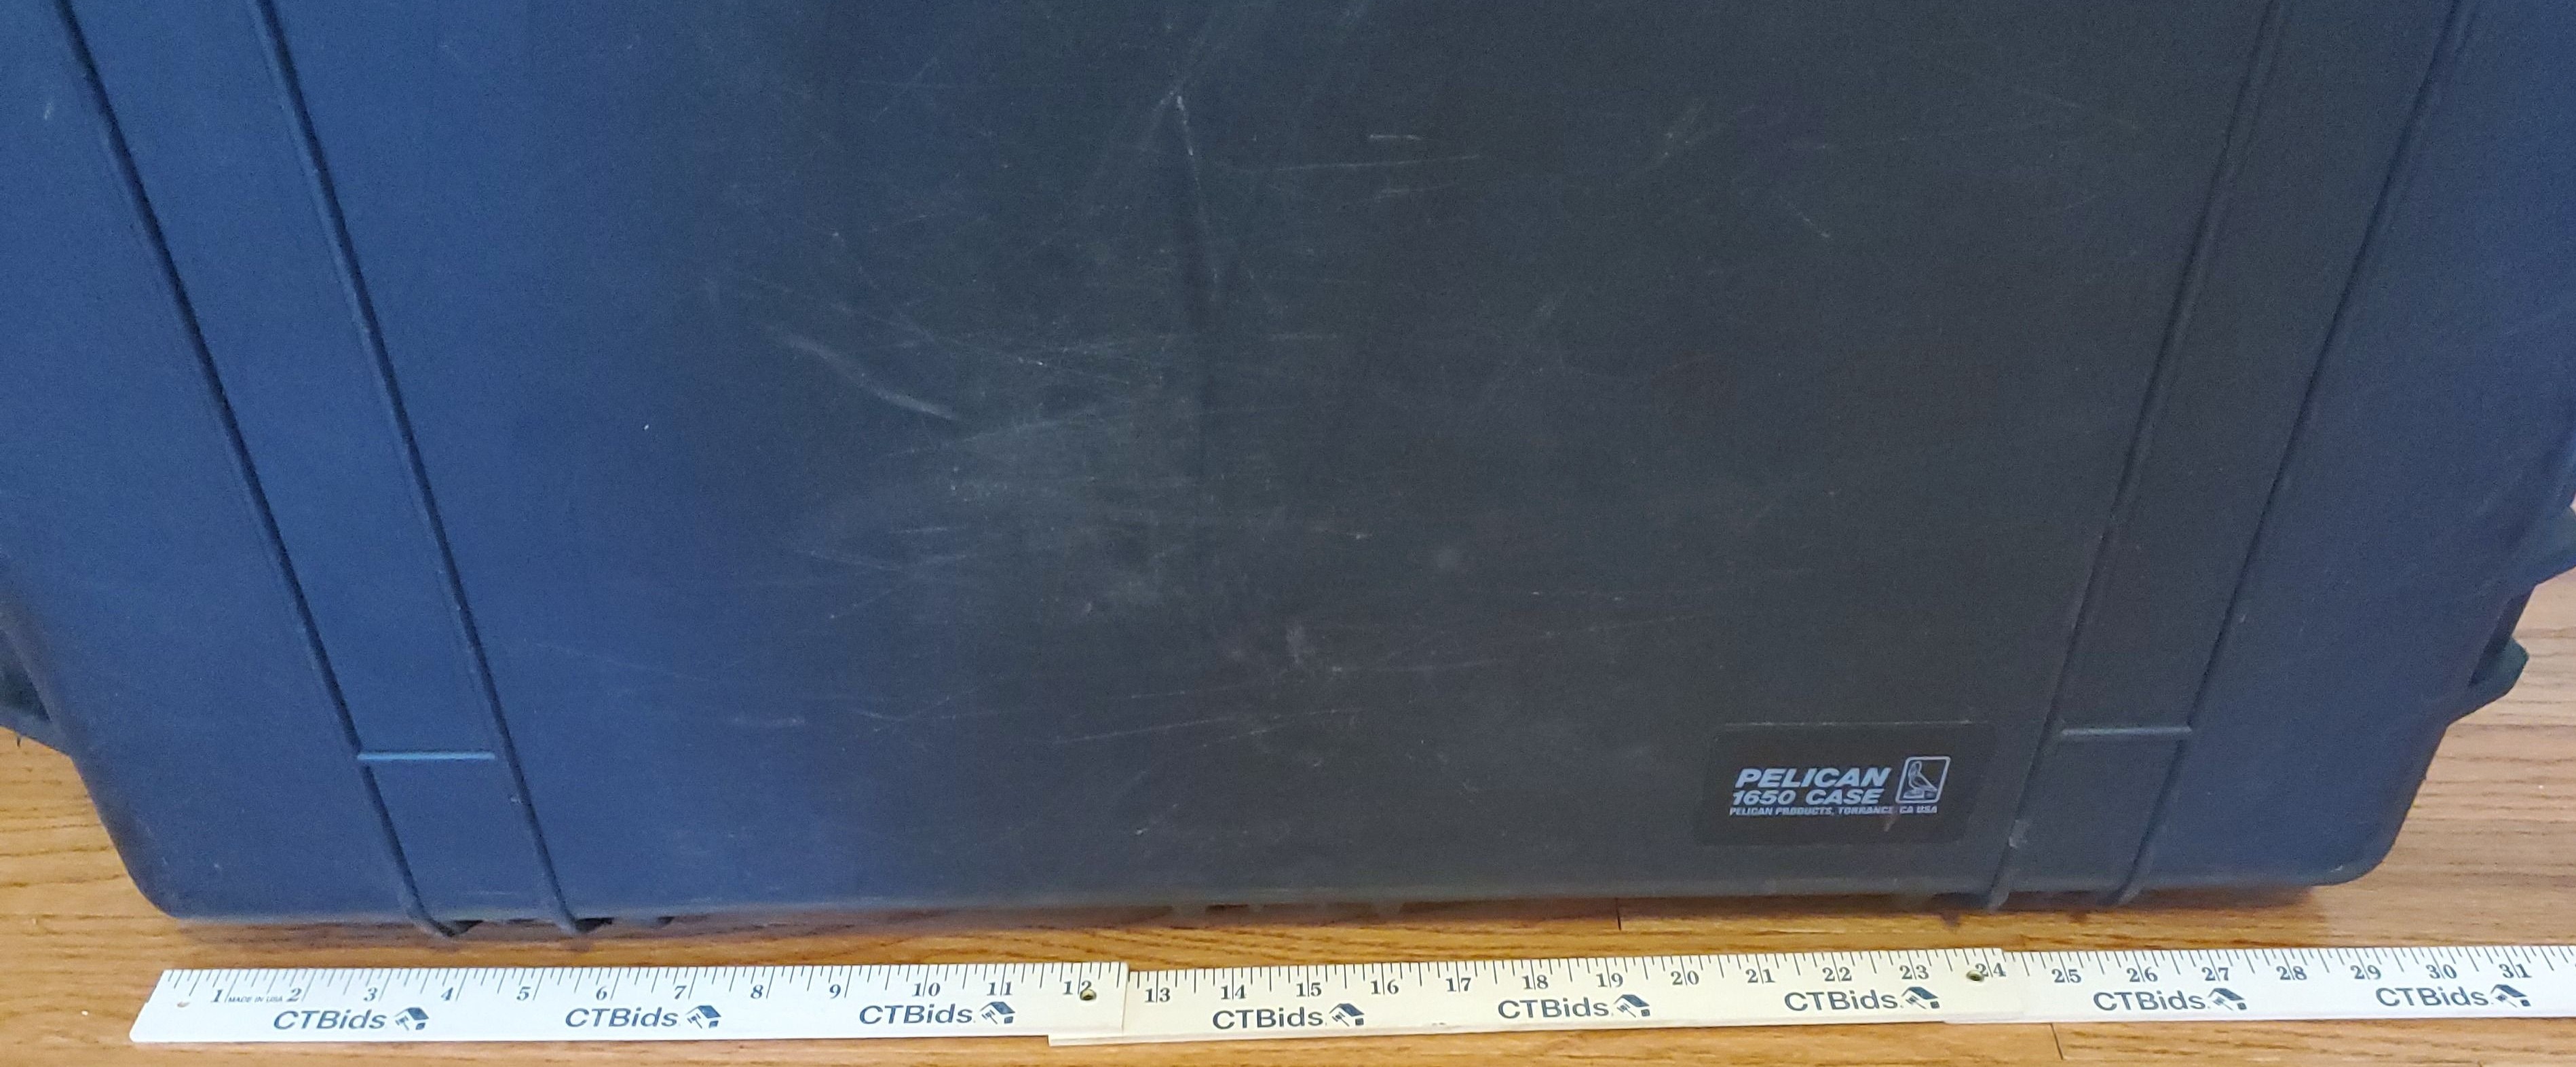 PELICAN
1650 CASE
PELICAN PRODUCTS, TORRANCE CA USA
1 MADE IN USA 2 3 4 5 6 7 8 9 10 11 12 13 14 15 16 17 18 19 20 21 22 23 24 25 26 27 28 29 30 31
CTBids CTBids CTBids CTBids CTBids CTBids CTBids CTBids